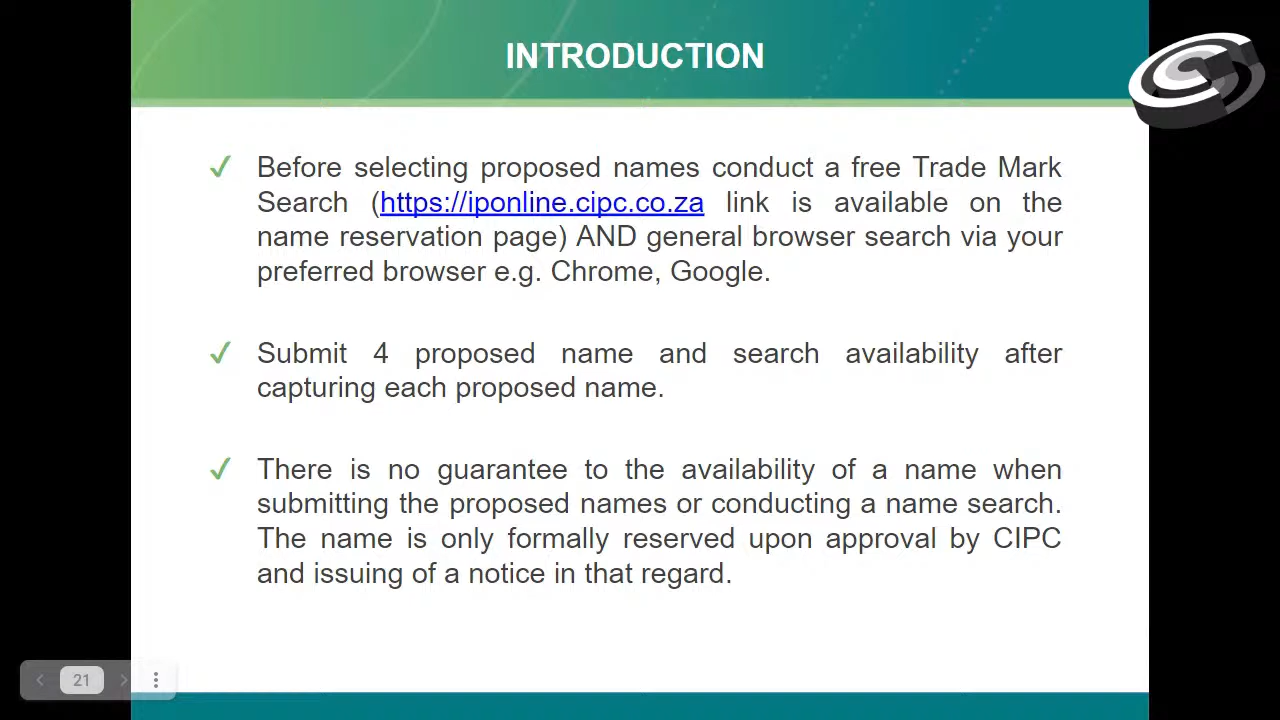 INTRODUCTION
✓ Before selecting proposed names conduct a free Trade Mark
Search (https://iponline.cipc.co.za link is available on the
name reservation page) AND general browser search via your
preferred browser e.g. Chrome, Google.
✓ Submit 4 proposed name and search availability after
capturing each proposed name.
✓ There is no guarantee to the availability of a name when
submitting the proposed names or conducting a name search.
The name is only formally reserved upon approval by CIPC
and issuing of a notice in that regard.
21